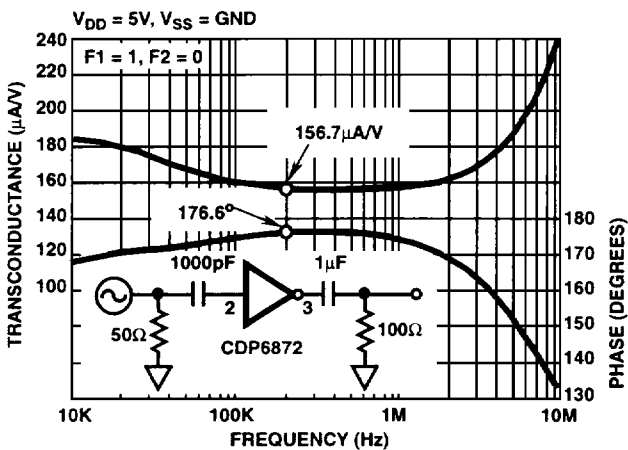 V_DD = 5V, V_SS = GND
F1 = 1, F2 = 0
TRANSCONDUCTANCE (μA/V)
240
220
200
180
160
140
120
100
156.7μA/V
176.6°
1000pF
1μF
2
3
50Ω
100Ω
CDP6872
180
170
160
150
140
130
PHASE (DEGREES)
10K
100K
1M
10M
FREQUENCY (Hz)